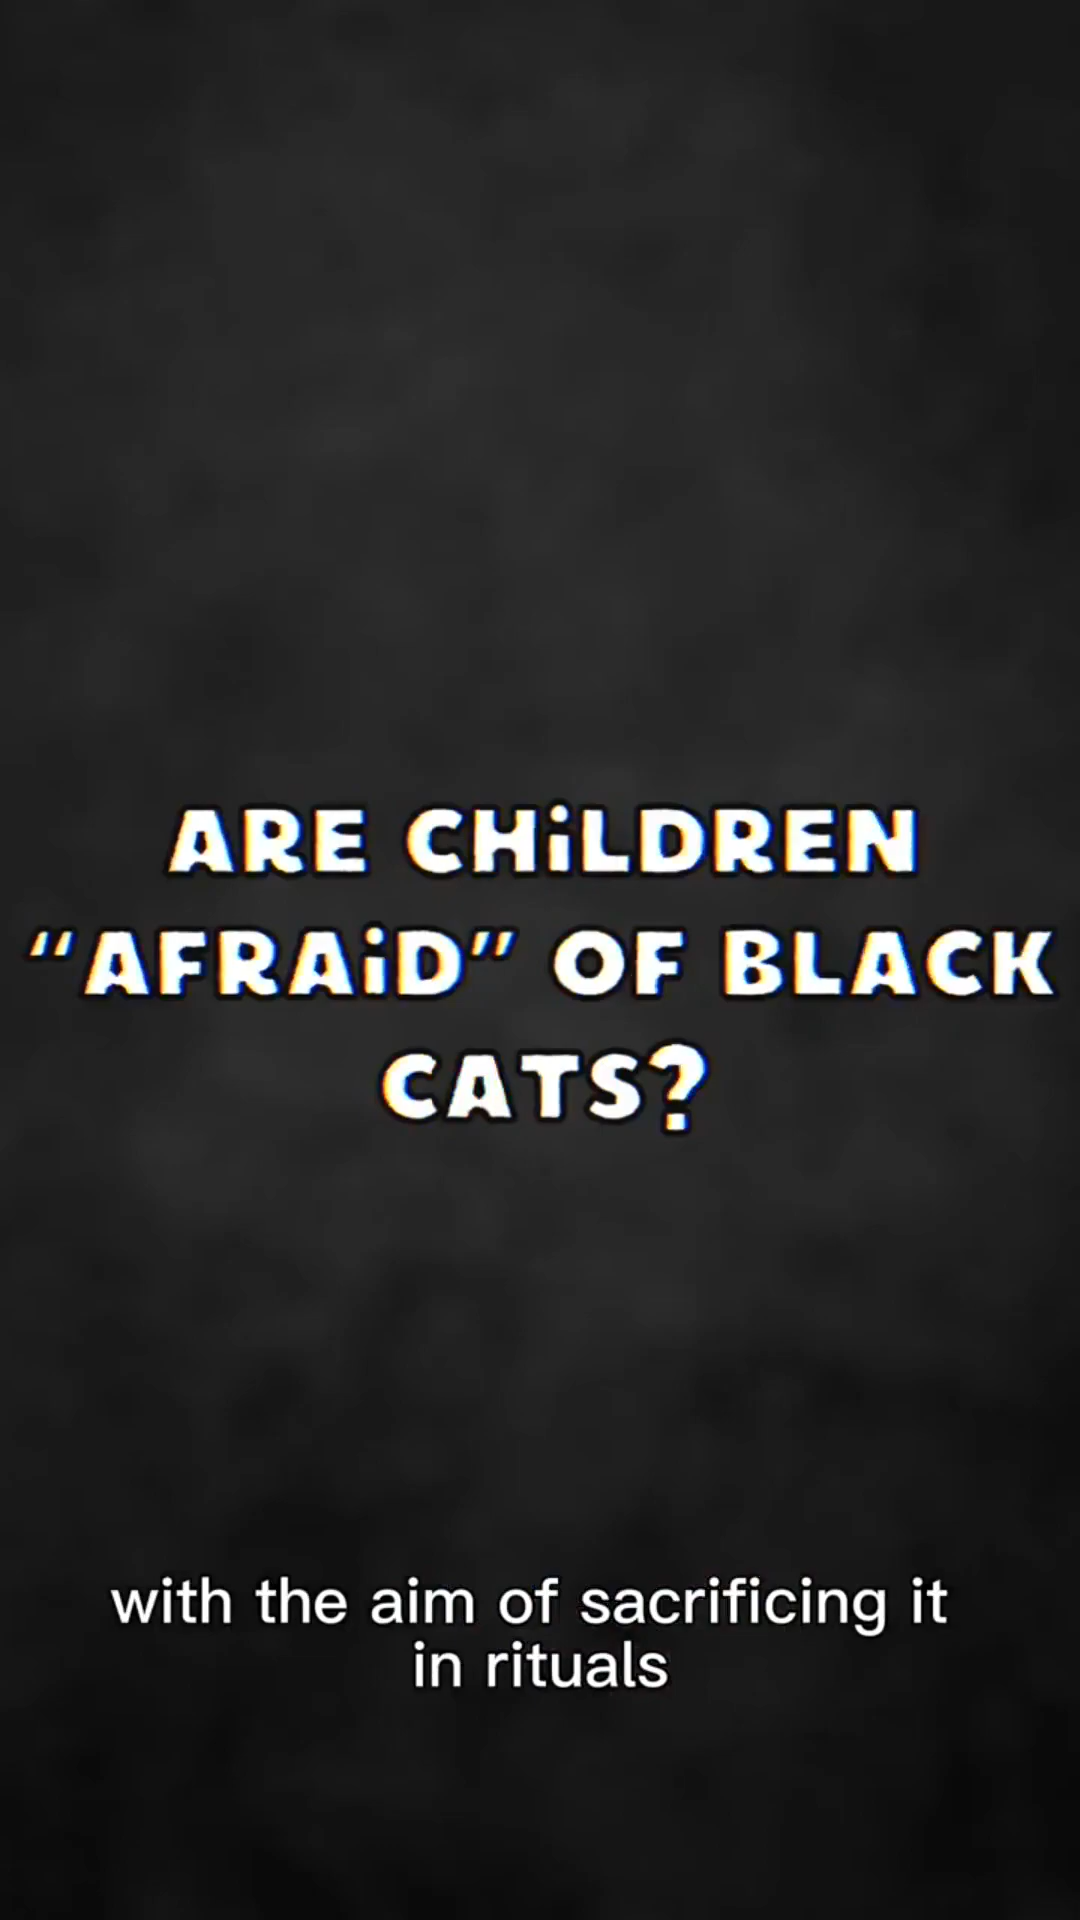 ARE CHiLDREN
“AFRAiD” OF BLACK
CATS?
with the aim of sacrificing it
in rituals